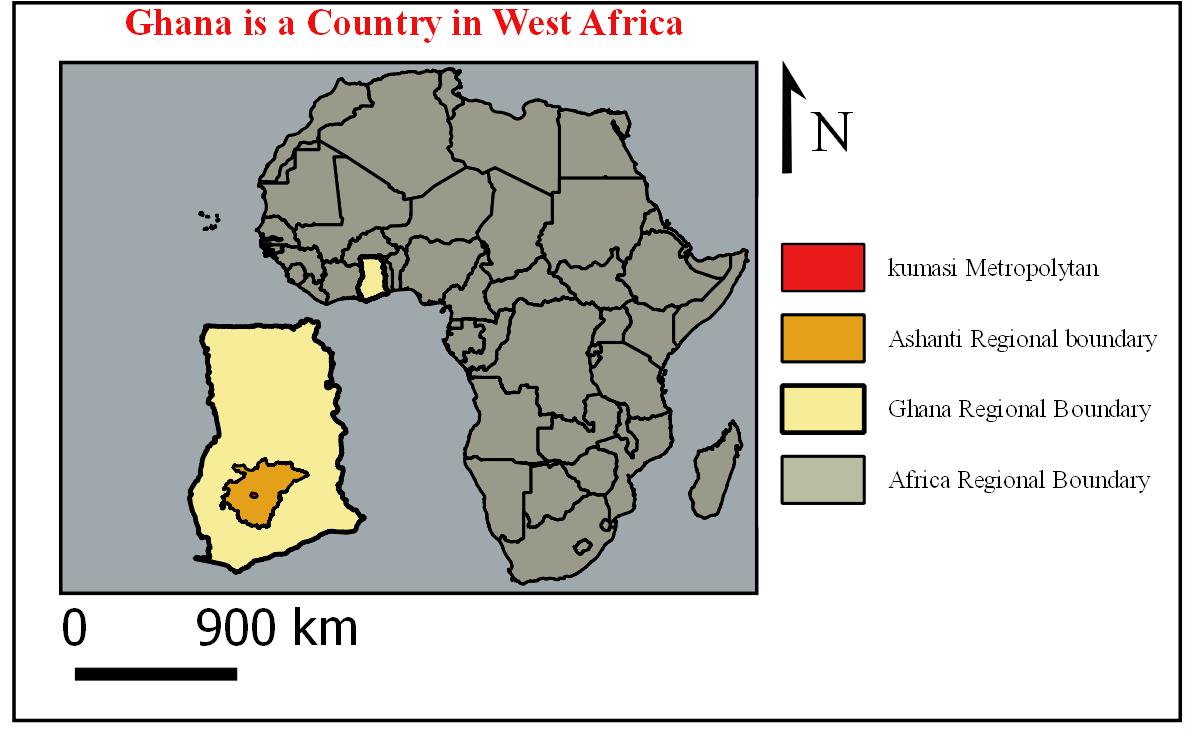 Ghana is a Country in West Africa
N
kumasi Metropolytan
Ashanti Regional boundary
Ghana Regional Boundary
Africa Regional Boundary
0 900 km